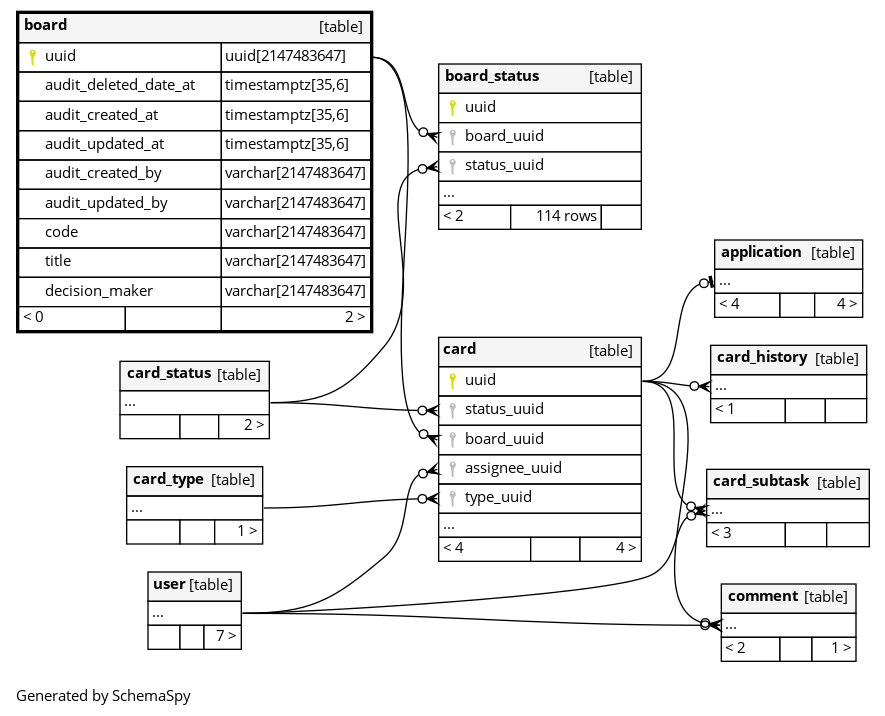 board [table]
uuid uuid[2147483647]
audit_deleted_date_at timestamptz[35,6]
audit_created_at timestamptz[35,6]
audit_updated_at timestamptz[35,6]
audit_created_by varchar[2147483647]
audit_updated_by varchar[2147483647]
code varchar[2147483647]
title varchar[2147483647]
decision_maker varchar[2147483647]
< 0 2 >
board_status [table]
uuid
board_uuid
status_uuid
...
< 2 114 rows
application [table]
...
< 4 4 >
card_status [table]
...
2 >
card [table]
uuid
status_uuid
board_uuid
assignee_uuid
type_uuid
...
< 4 4 >
card_history [table]
...
< 1
card_type [table]
...
1 >
card_subtask [table]
...
< 3
user [table]
...
7 >
comment [table]
...
< 2 1 >
Generated by SchemaSpy